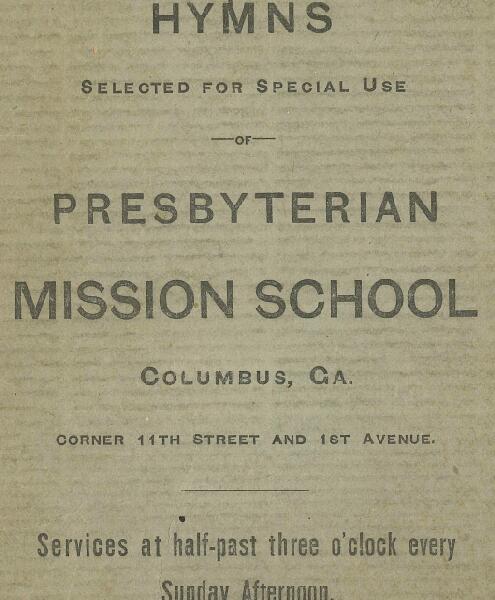 HYMNS
SELECTED FOR SPECIAL USE
—OF—
PRESBYTERIAN
MISSION SCHOOL
COLUMBUS, GA.
CORNER 11TH STREET AND 1ST AVENUE.
Services at half-past three o'clock every
Sunday Afternoon.